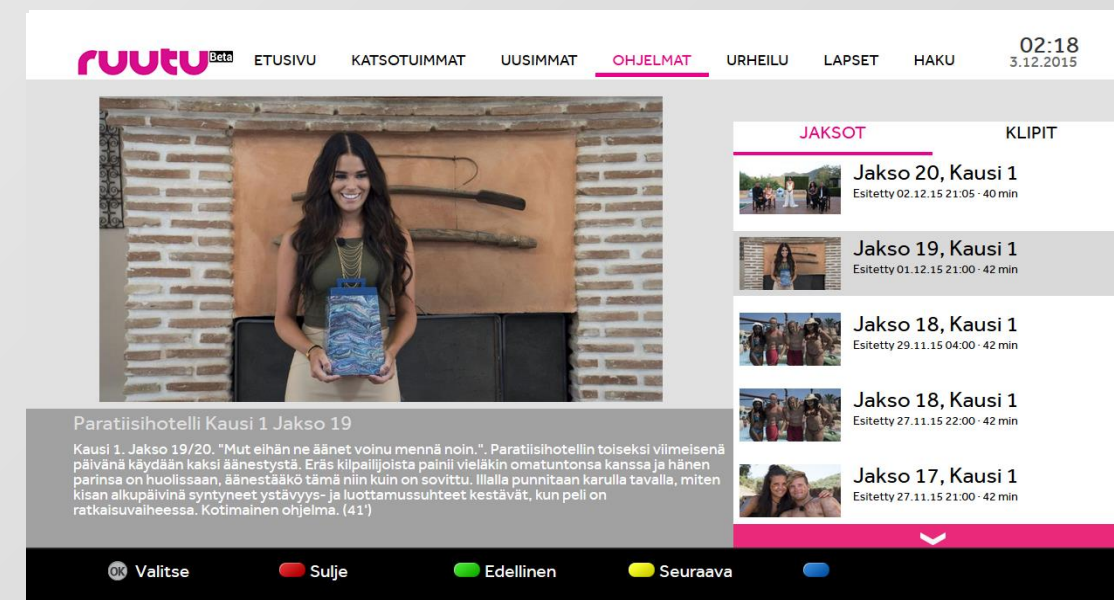 ruutu Beta
ETUSIVU KATSOTUIMMAT UUSIMMAT OHJELMAT URHEILU LAPSET HAKU
02:18
3.12.2015
JAKSOT KLIPIT
Jakso 20, Kausi 1
Esitetty 02.12.15 21:05 · 40 min
Jakso 19, Kausi 1
Esitetty 01.12.15 21:00 · 42 min
Jakso 18, Kausi 1
Esitetty 29.11.15 04:00 · 42 min
Jakso 18, Kausi 1
Esitetty 27.11.15 22:00 · 42 min
Jakso 17, Kausi 1
Esitetty 27.11.15 21:00 · 42 min
Paratiisihotelli Kausi 1 Jakso 19
Kausi 1. Jakso 19/20. "Mut eihän ne äänet voinu mennä noin.". Paratiisihotellin toiseksi viimeisenä
päivänä käydään kaksi äänestystä. Eräs kilpailijoista painii vieläkin omatuntonsa kanssa ja hänen
parinsa on huolissaan, äänestääkö tämä niin kuin on sovittu. Illalla punnitaan karulla tavalla, miten
kisan alkupäivinä syntyneet ystävyys- ja luottamussuhteet kestävät, kun peli on
ratkaisuvaiheessa. Kotimainen ohjelma. (41')
OK Valitse Sulje Edellinen Seuraava